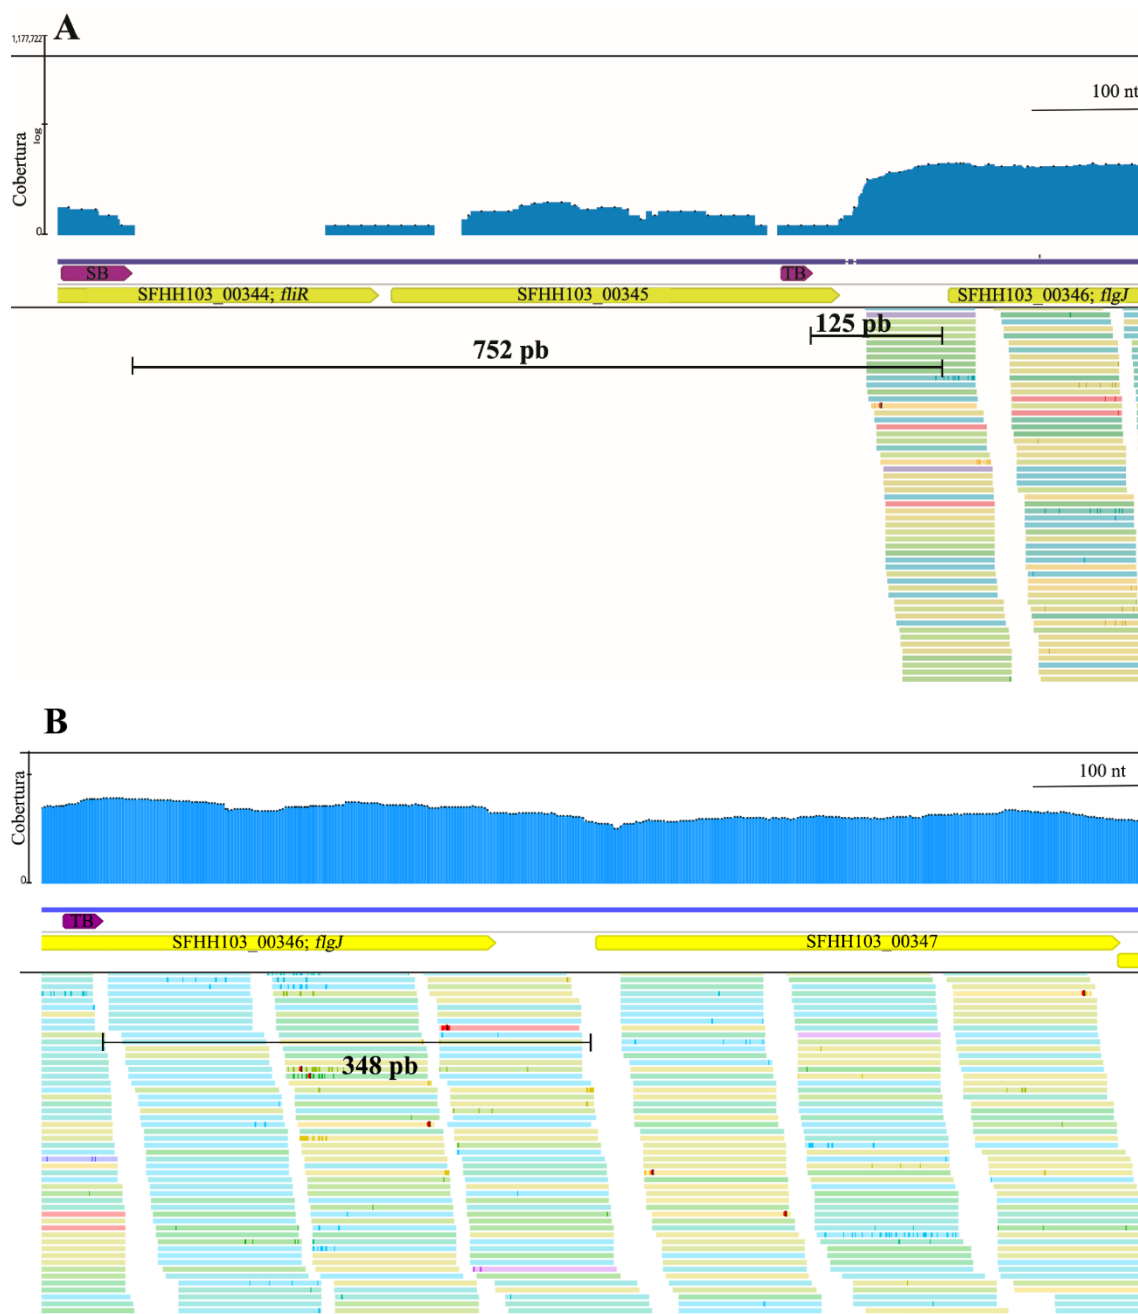 A
1,177,722
100 nt
log
Cobertura
0
SB
TB
SFHH103_00344; fliR
SFHH103_00345
SFHH103_00346; flgJ
125 pb
752 pb
B
100 nt
Cobertura
0
TB
SFHH103_00346; flgJ
SFHH103_00347
348 pb